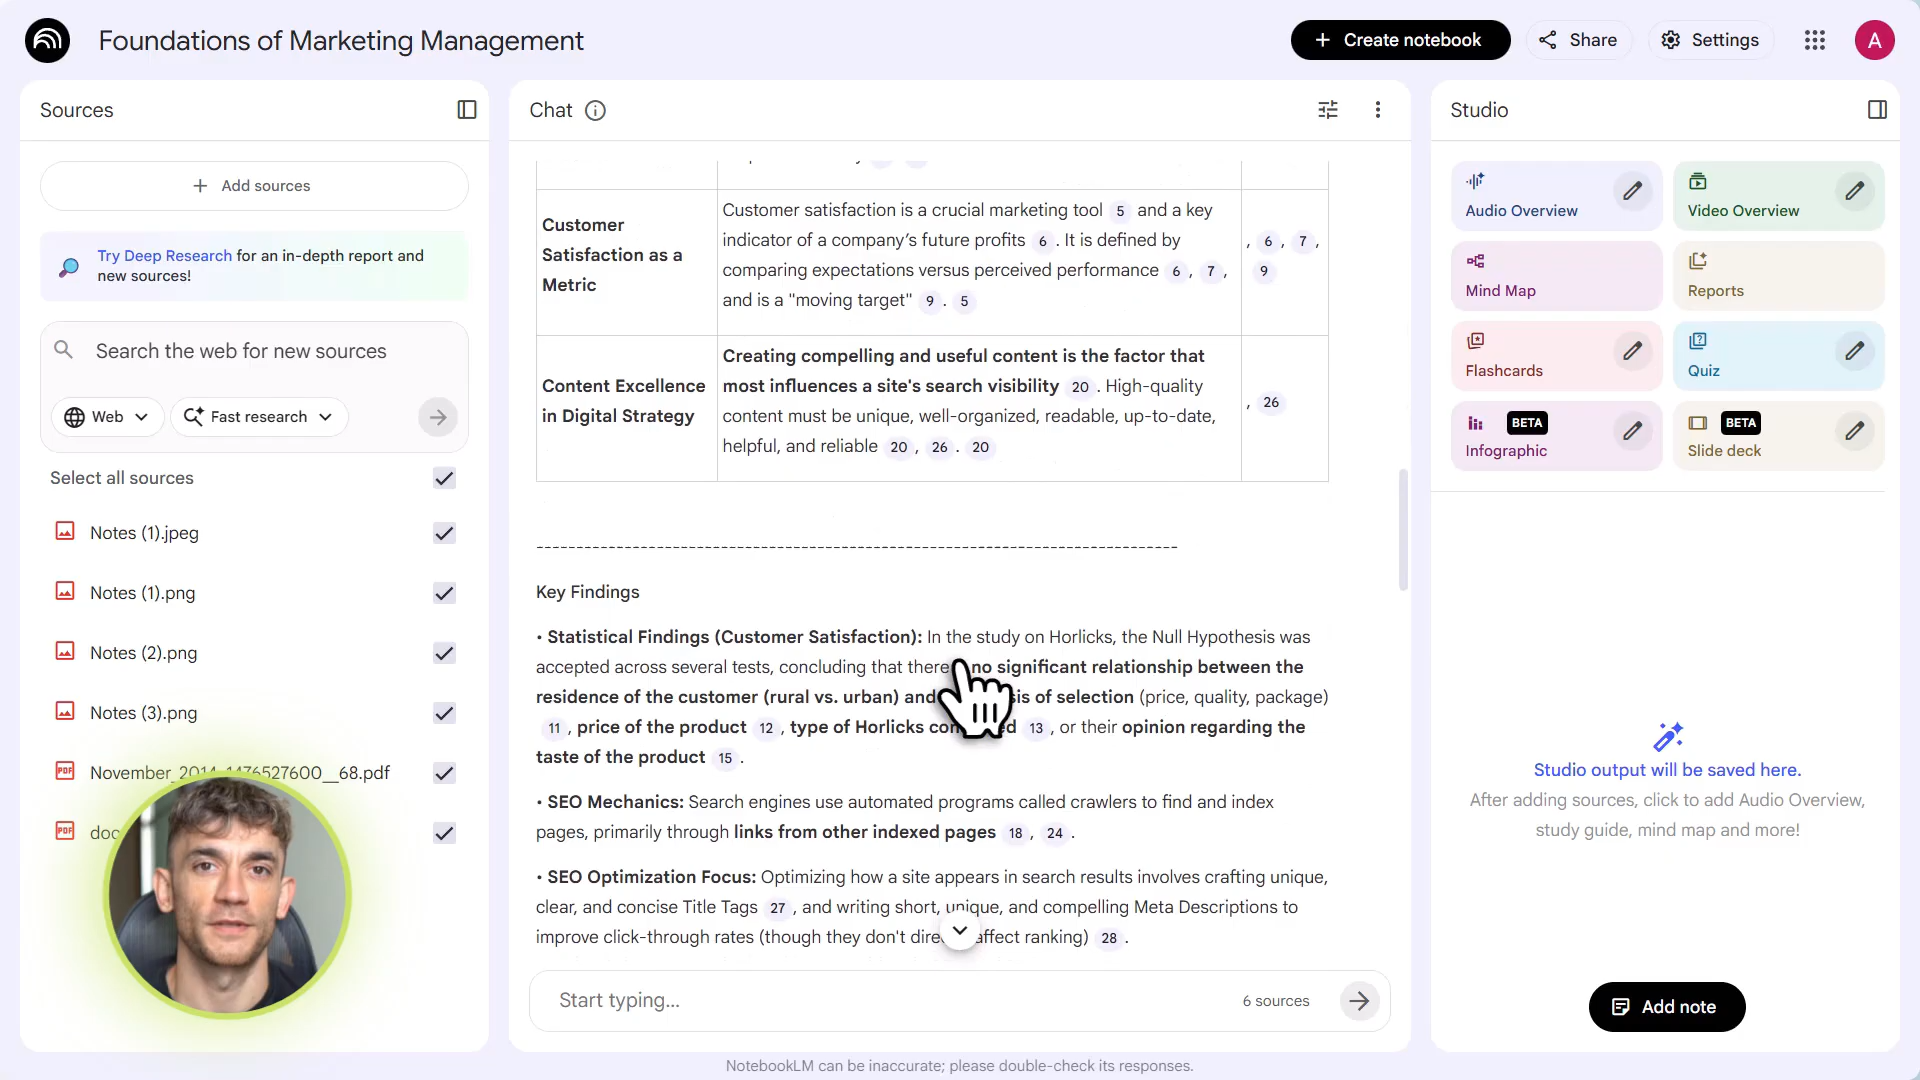 Foundations of Marketing Management
Create notebook
Share
Settings
A
Sources
Add sources
Try Deep Research for an in-depth report and
new sources!
Search the web for new sources
Web
Fast research
Select all sources
Notes (1).jpeg
Notes (1).png
Notes (2).png
Notes (3).png
PDF
November_2014_1476527600__68.pdf
PDF
Chat
Customer
Satisfaction as a
Metric
Customer satisfaction is a crucial marketing tool 5 and a key
indicator of a company’s future profits 6 . It is defined by
comparing expectations versus perceived performance 6 , 7 ,
and is a "moving target" 9 . 5
, 6 , 7 ,
9
Content Excellence
in Digital Strategy
Creating compelling and useful content is the factor that
most influences a site's search visibility 20 . High-quality
content must be unique, well-organized, readable, up-to-date,
helpful, and reliable 20 , 26 . 20
, 26
--------------------------------------------------------------------------------
Key Findings
• Statistical Findings (Customer Satisfaction): In the study on Horlicks, the Null Hypothesis was
accepted across several tests, concluding that there no significant relationship between the
residence of the customer (rural vs. urban) and of selection (price, quality, package)
11 , price of the product 12 , type of Horlicks 13 , or their opinion regarding the
taste of the product 15 .
• SEO Mechanics: Search engines use automated programs called crawlers to find and index
pages, primarily through links from other indexed pages 18 , 24 .
• SEO Optimization Focus: Optimizing how a site appears in search results involves crafting unique,
clear, and concise Title Tags 27 , and writing short, unique, and compelling Meta Descriptions to
improve click-through rates (though they don't affect ranking) 28 .
Start typing...
6 sources
NotebookLM can be inaccurate; please double-check its responses.
Studio
Audio Overview
Video Overview
Mind Map
Reports
Flashcards
Quiz
BETA
Infographic
BETA
Slide deck
Studio output will be saved here.
After adding sources, click to add Audio Overview,
study guide, mind map and more!
Add note